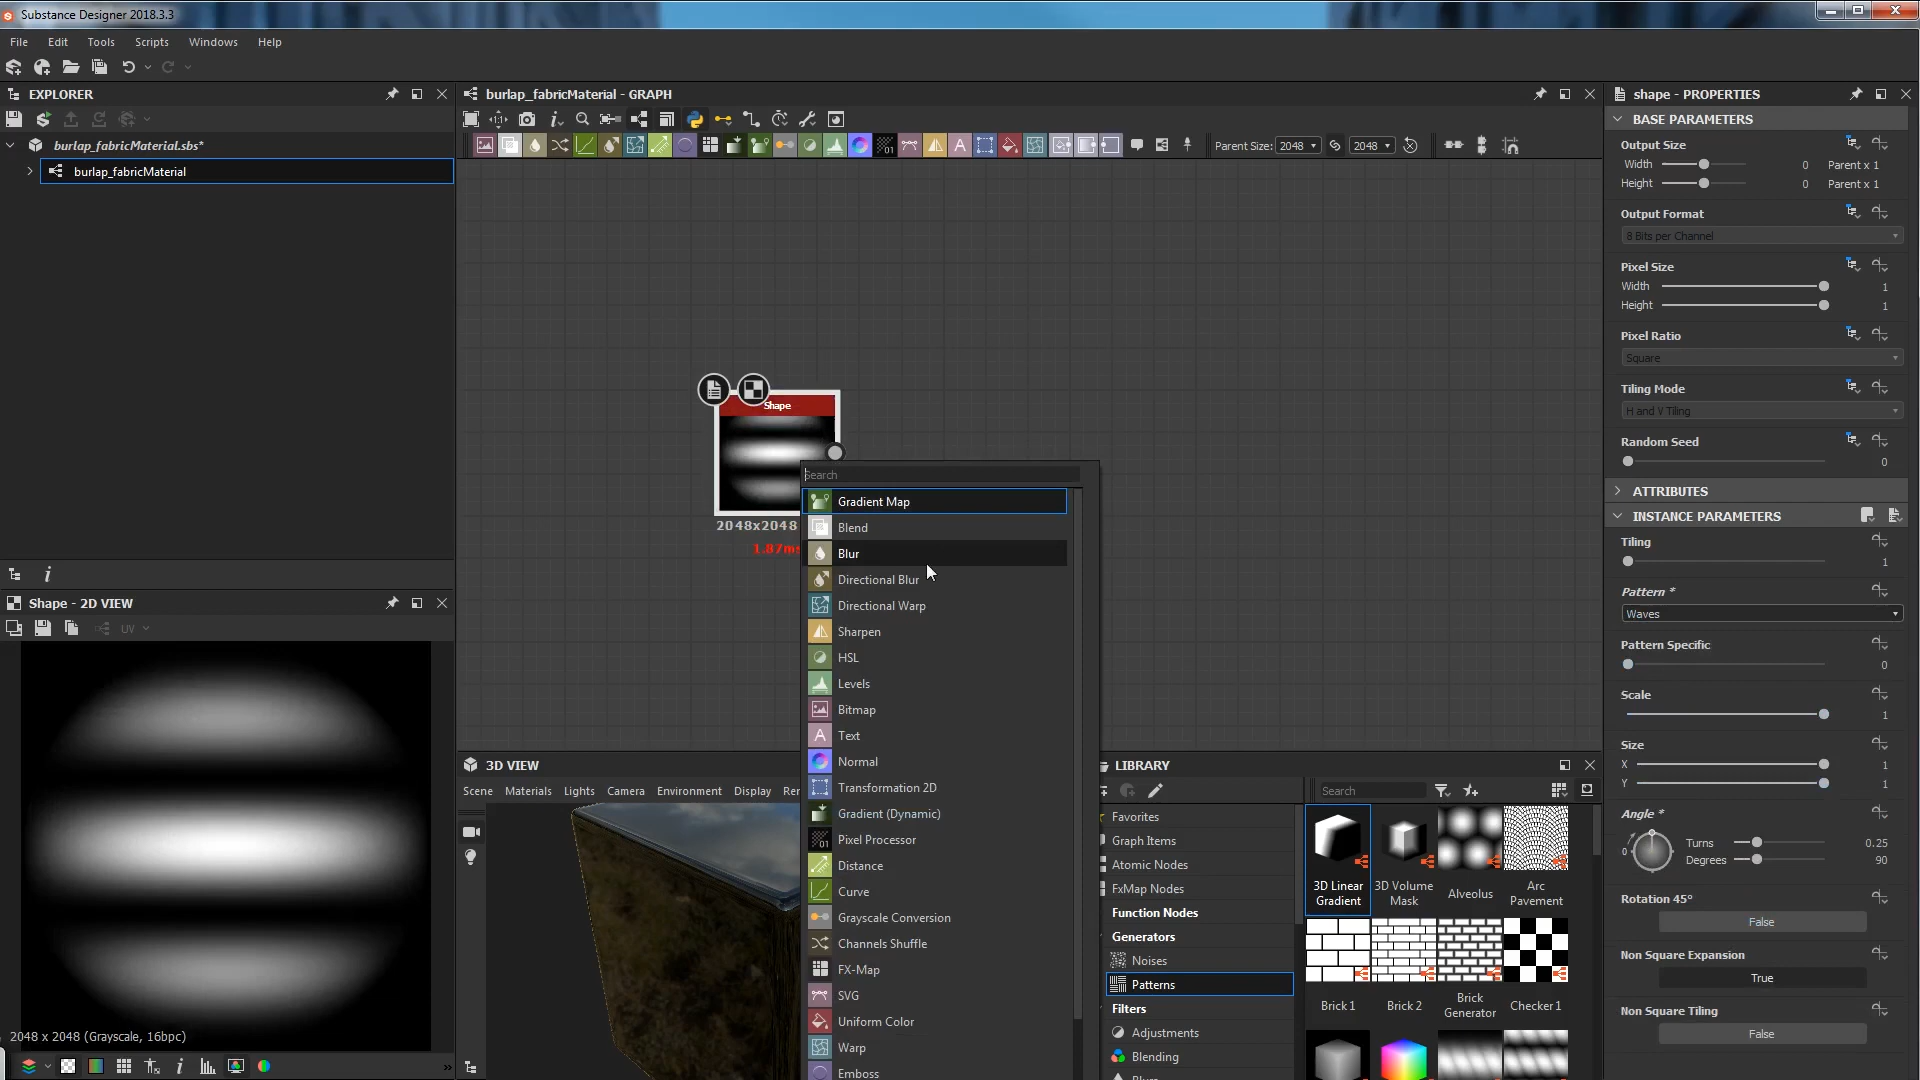 Substance Designer 2018.3.3
File Edit Tools Scripts Windows Help
EXPLORER
burlap_fabricMaterial.sbs*
burlap_fabricMaterial
Shape - 2D VIEW
UV
2048 x 2048 (Grayscale, 16bpc)
burlap_fabricMaterial - GRAPH
Parent Size: 2048 2048
Shape
2048x2048
1.87ms
Search
Gradient Map
Blend
Blur
Directional Blur
Directional Warp
Sharpen
HSL
Levels
Bitmap
Text
Normal
Transformation 2D
Gradient (Dynamic)
Pixel Processor
Distance
Curve
Grayscale Conversion
Channels Shuffle
FX-Map
SVG
Uniform Color
Warp
Emboss
3D VIEW
Scene Materials Lights Camera Environment Display
LIBRARY
Search
Favorites
Graph Items
Atomic Nodes
FxMap Nodes
Function Nodes
Generators
Noises
Patterns
Filters
Adjustments
Blending
3D Linear Gradient
3D Volume Mask
Alveolus
Arc Pavement
Brick 1
Brick 2
Brick Generator
Checker 1
shape - PROPERTIES
BASE PARAMETERS
Output Size
Width 0 Parent x 1
Height 0 Parent x 1
Output Format
8 Bits per Channel
Pixel Size
Width 1
Height 1
Pixel Ratio
Square
Tiling Mode
H and V Tiling
Random Seed
0
ATTRIBUTES
INSTANCE PARAMETERS
Tiling
1
Pattern *
Waves
Pattern Specific
0
Scale
1
Size
X 1
Y 1
Angle *
0 Turns 0.25
Degrees 90
Rotation 45°
False
Non Square Expansion
True
Non Square Tiling
False